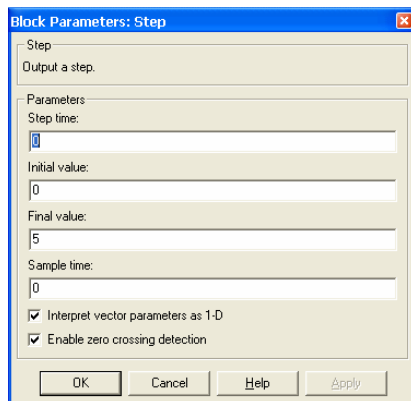 Block Parameters: Step
Step
Output a step.
Parameters
Step time:
0
Initial value:
0
Final value:
5
Sample time:
0
Interpret vector parameters as 1-D
Enable zero crossing detection
OK Cancel Help Apply